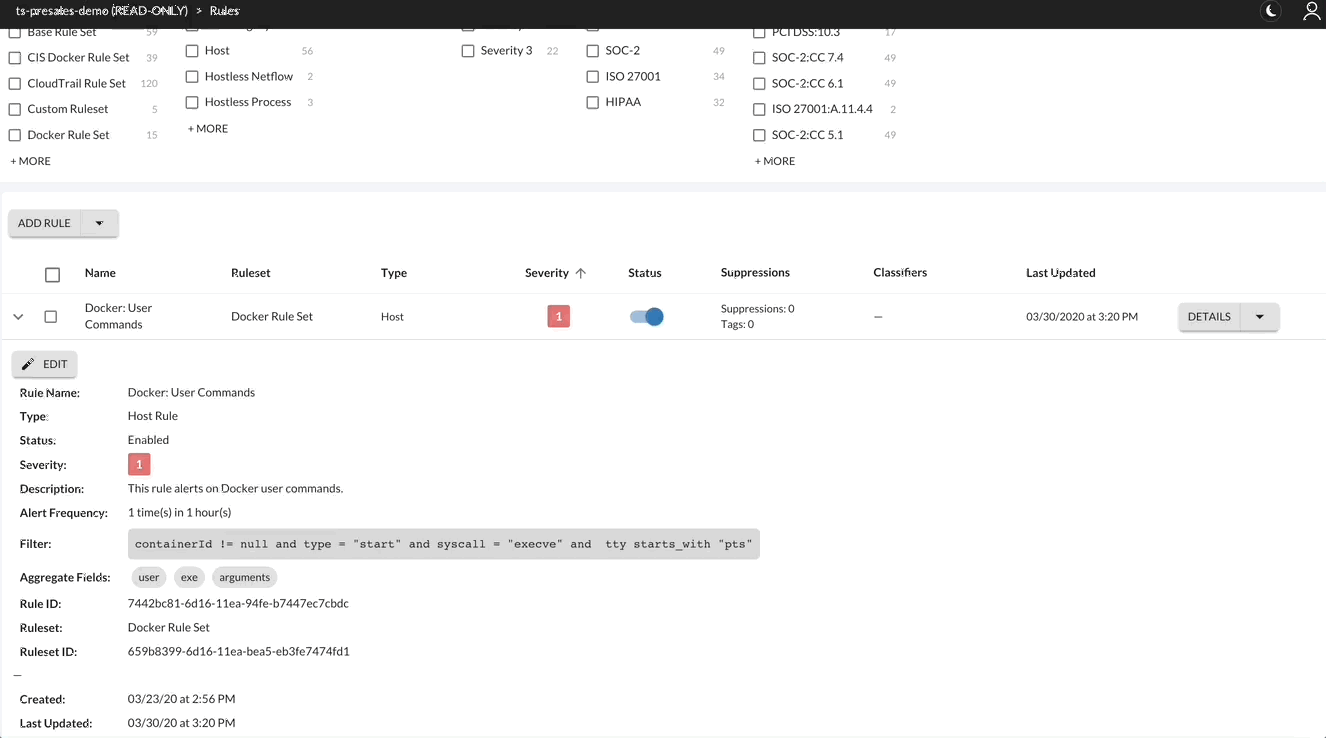 ts-presales-demo (READ-ONLY) > Rules
Base Rule Set 59
CIS Docker Rule Set 39
CloudTrail Rule Set 120
Custom Ruleset 5
Docker Rule Set 15
+ MORE
Host 56
Hostless Netflow 2
Hostless Process 3
+ MORE
Severity 3 22
SOC-2 49
ISO 27001 34
HIPAA 32
PCI DSS:10.3 17
SOC-2:CC 7.4 49
SOC-2:CC 6.1 49
ISO 27001:A.11.4.4 2
SOC-2:CC 5.1 49
+ MORE
ADD RULE
Name Ruleset Type Severity Status Suppressions Classifiers Last Updated
Docker: User
Commands
Docker Rule Set
Host
1
Suppressions: 0
Tags: 0
—
03/30/2020 at 3:20 PM
DETAILS
EDIT
Rule Name: Docker: User Commands
Type: Host Rule
Status: Enabled
Severity: 1
Description: This rule alerts on Docker user commands.
Alert Frequency: 1 time(s) in 1 hour(s)
Filter: containerId != null and type = "start" and syscall = "execve" and  tty starts_with "pts"
Aggregate Fields: user exe arguments
Rule ID: 7442bc81-6d16-11ea-94fe-b7447ec7cbdc
Ruleset: Docker Rule Set
Ruleset ID: 659b8399-6d16-11ea-bea5-eb3fe7474fd1
—
Created: 03/23/20 at 2:56 PM
Last Updated: 03/30/20 at 3:20 PM